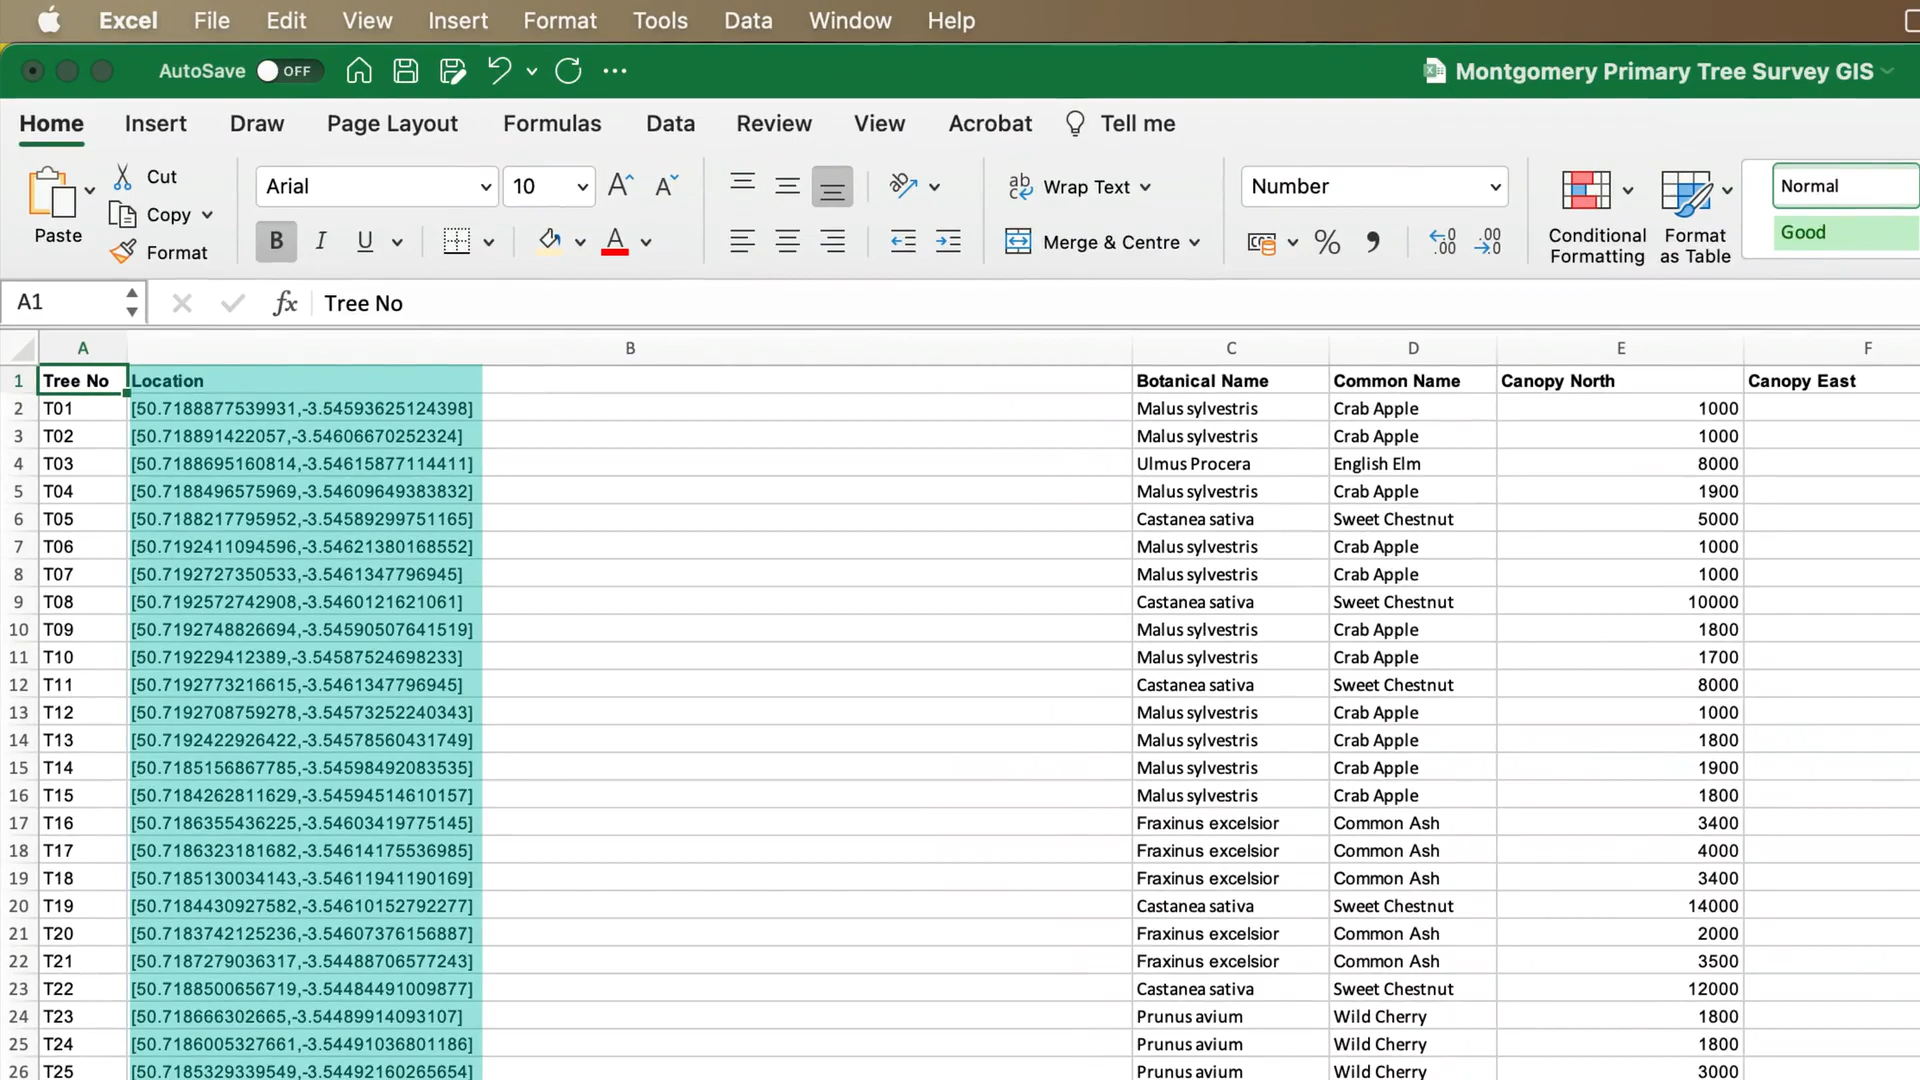 Excel File Edit View Insert Format Tools Data Window Help
AutoSave OFF Montgomery Primary Tree Survey GIS
Home Insert Draw Page Layout Formulas Data Review View Acrobat Tell me
Paste Cut Copy Format
Arial 10
B I U
Wrap Text
Merge & Centre
Number
Conditional Formatting
Format as Table
Normal
Good
A1 fx Tree No
A B C D E F
1 Tree No Location Botanical Name Common Name Canopy North Canopy East
2 T01 [50.7188877539931,-3.54593625124398] Malus sylvestris Crab Apple 1000
3 T02 [50.718891422057,-3.54606670252324] Malus sylvestris Crab Apple 1000
4 T03 [50.7188695160814,-3.54615877114411] Ulmus Procera English Elm 8000
5 T04 [50.7188496575969,-3.54609649383832] Malus sylvestris Crab Apple 1900
6 T05 [50.7188217795952,-3.54589299751165] Castanea sativa Sweet Chestnut 5000
7 T06 [50.7192411094596,-3.54621380168552] Malus sylvestris Crab Apple 1000
8 T07 [50.7192727350533,-3.5461347796945] Malus sylvestris Crab Apple 1000
9 T08 [50.7192572742908,-3.5460121621061] Castanea sativa Sweet Chestnut 10000
10 T09 [50.7192748826694,-3.54590507641519] Malus sylvestris Crab Apple 1800
11 T10 [50.719229412389,-3.54587524698233] Malus sylvestris Crab Apple 1700
12 T11 [50.7192773216615,-3.5461347796945] Castanea sativa Sweet Chestnut 8000
13 T12 [50.7192708759278,-3.54573252240343] Malus sylvestris Crab Apple 1000
14 T13 [50.7192422926422,-3.54578560431749] Malus sylvestris Crab Apple 1800
15 T14 [50.7185156867785,-3.54598492083535] Malus sylvestris Crab Apple 1900
16 T15 [50.7184262811629,-3.54594514610157] Malus sylvestris Crab Apple 1800
17 T16 [50.7186355436225,-3.54603419775145] Fraxinus excelsior Common Ash 3400
18 T17 [50.7186323181682,-3.54614175536985] Fraxinus excelsior Common Ash 4000
19 T18 [50.7185130034143,-3.54611941190169] Fraxinus excelsior Common Ash 3400
20 T19 [50.7184430927582,-3.54610152792277] Castanea sativa Sweet Chestnut 14000
21 T20 [50.7183742125236,-3.54607376156887] Fraxinus excelsior Common Ash 2000
22 T21 [50.7187279036317,-3.54488706577243] Fraxinus excelsior Common Ash 3500
23 T22 [50.7188500656719,-3.54484491009877] Castanea sativa Sweet Chestnut 12000
24 T23 [50.718666302665,-3.54489914093107] Prunus avium Wild Cherry 1800
25 T24 [50.7186005327661,-3.54491036801186] Prunus avium Wild Cherry 1800
26 T25 [50.7185329339549,-3.54492160265654] Prunus avium Wild Cherry 3000